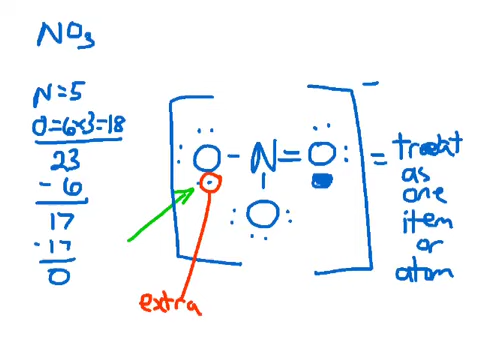 NO3
N=5
O=6×3=18
23
- 6
17
-17
0
O - N = O
O
−
= treat
as
one
item
or
atom
extra